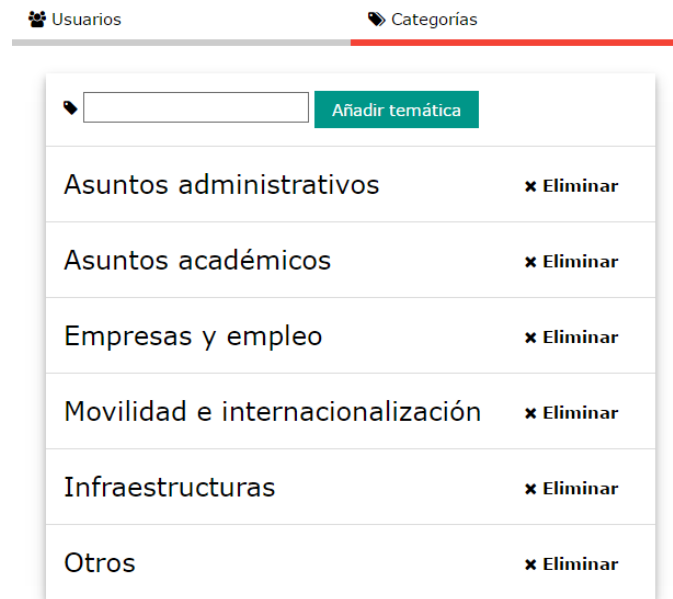 Usuarios Categorías
Añadir temática
Asuntos administrativos Eliminar
Asuntos académicos Eliminar
Empresas y empleo Eliminar
Movilidad e internacionalización Eliminar
Infraestructuras Eliminar
Otros Eliminar